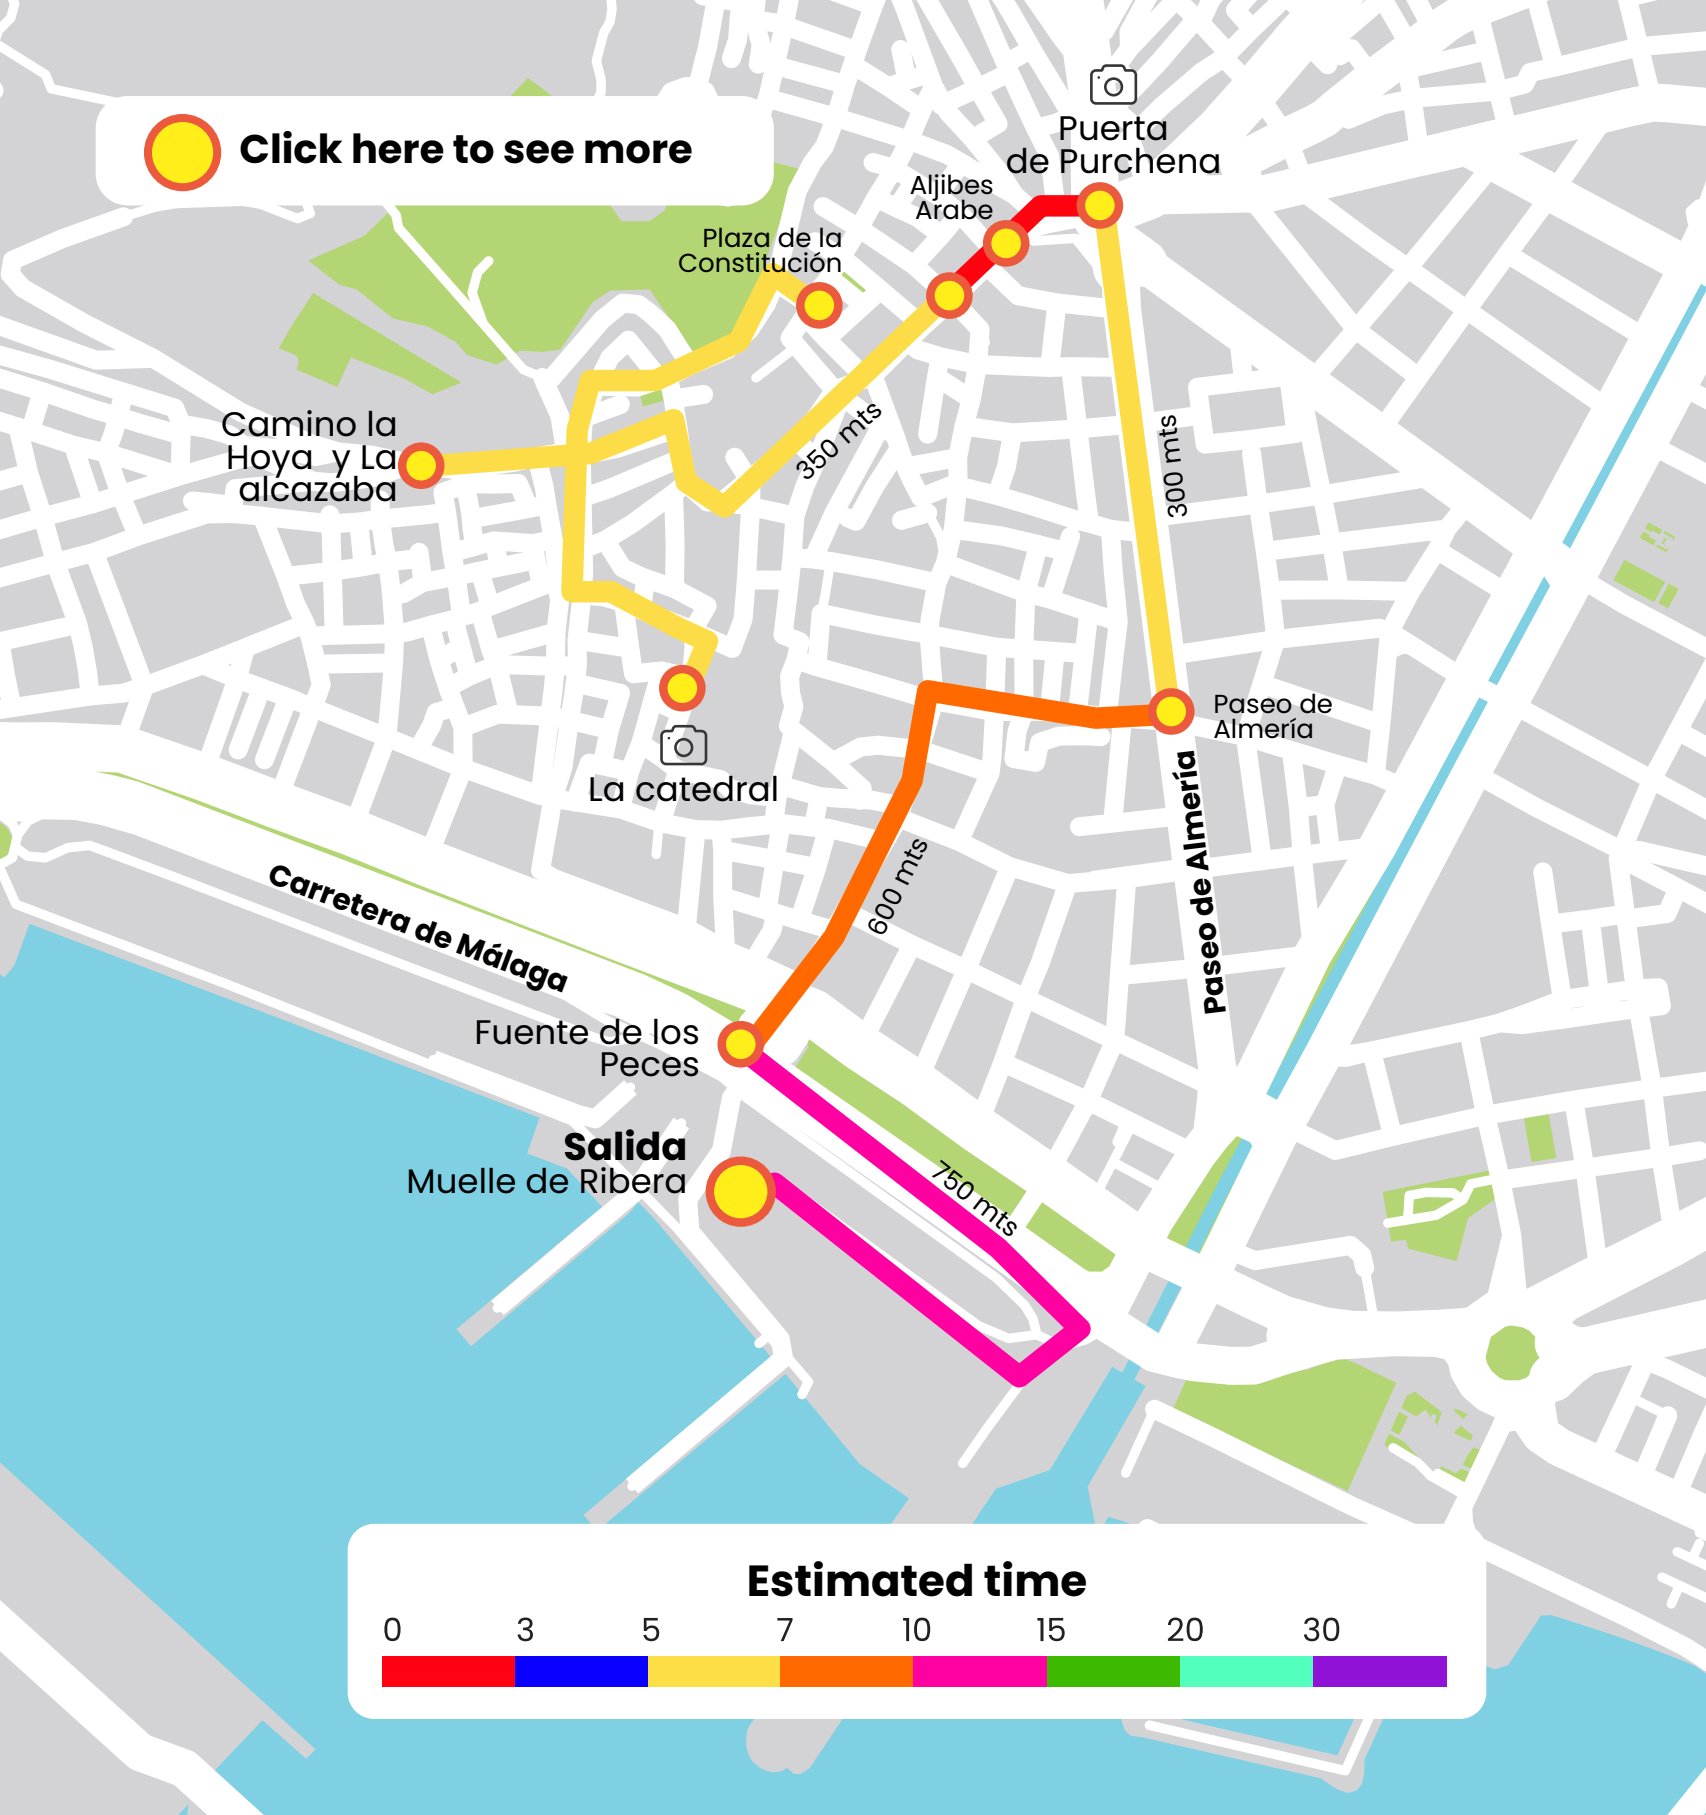 Click here to see more
Puerta
de Purchena
Aljibes
Arabe
Plaza de la
Constitución
Camino la
Hoya y La
alcazaba
350 mts
300 mts
La catedral
Paseo de
Almería
Paseo de Almería
600 mts
Carretera de Málaga
Fuente de los
Peces
Salida
Muelle de Ribera
750 mts
Estimated time
0 3 5 7 10 15 20 30